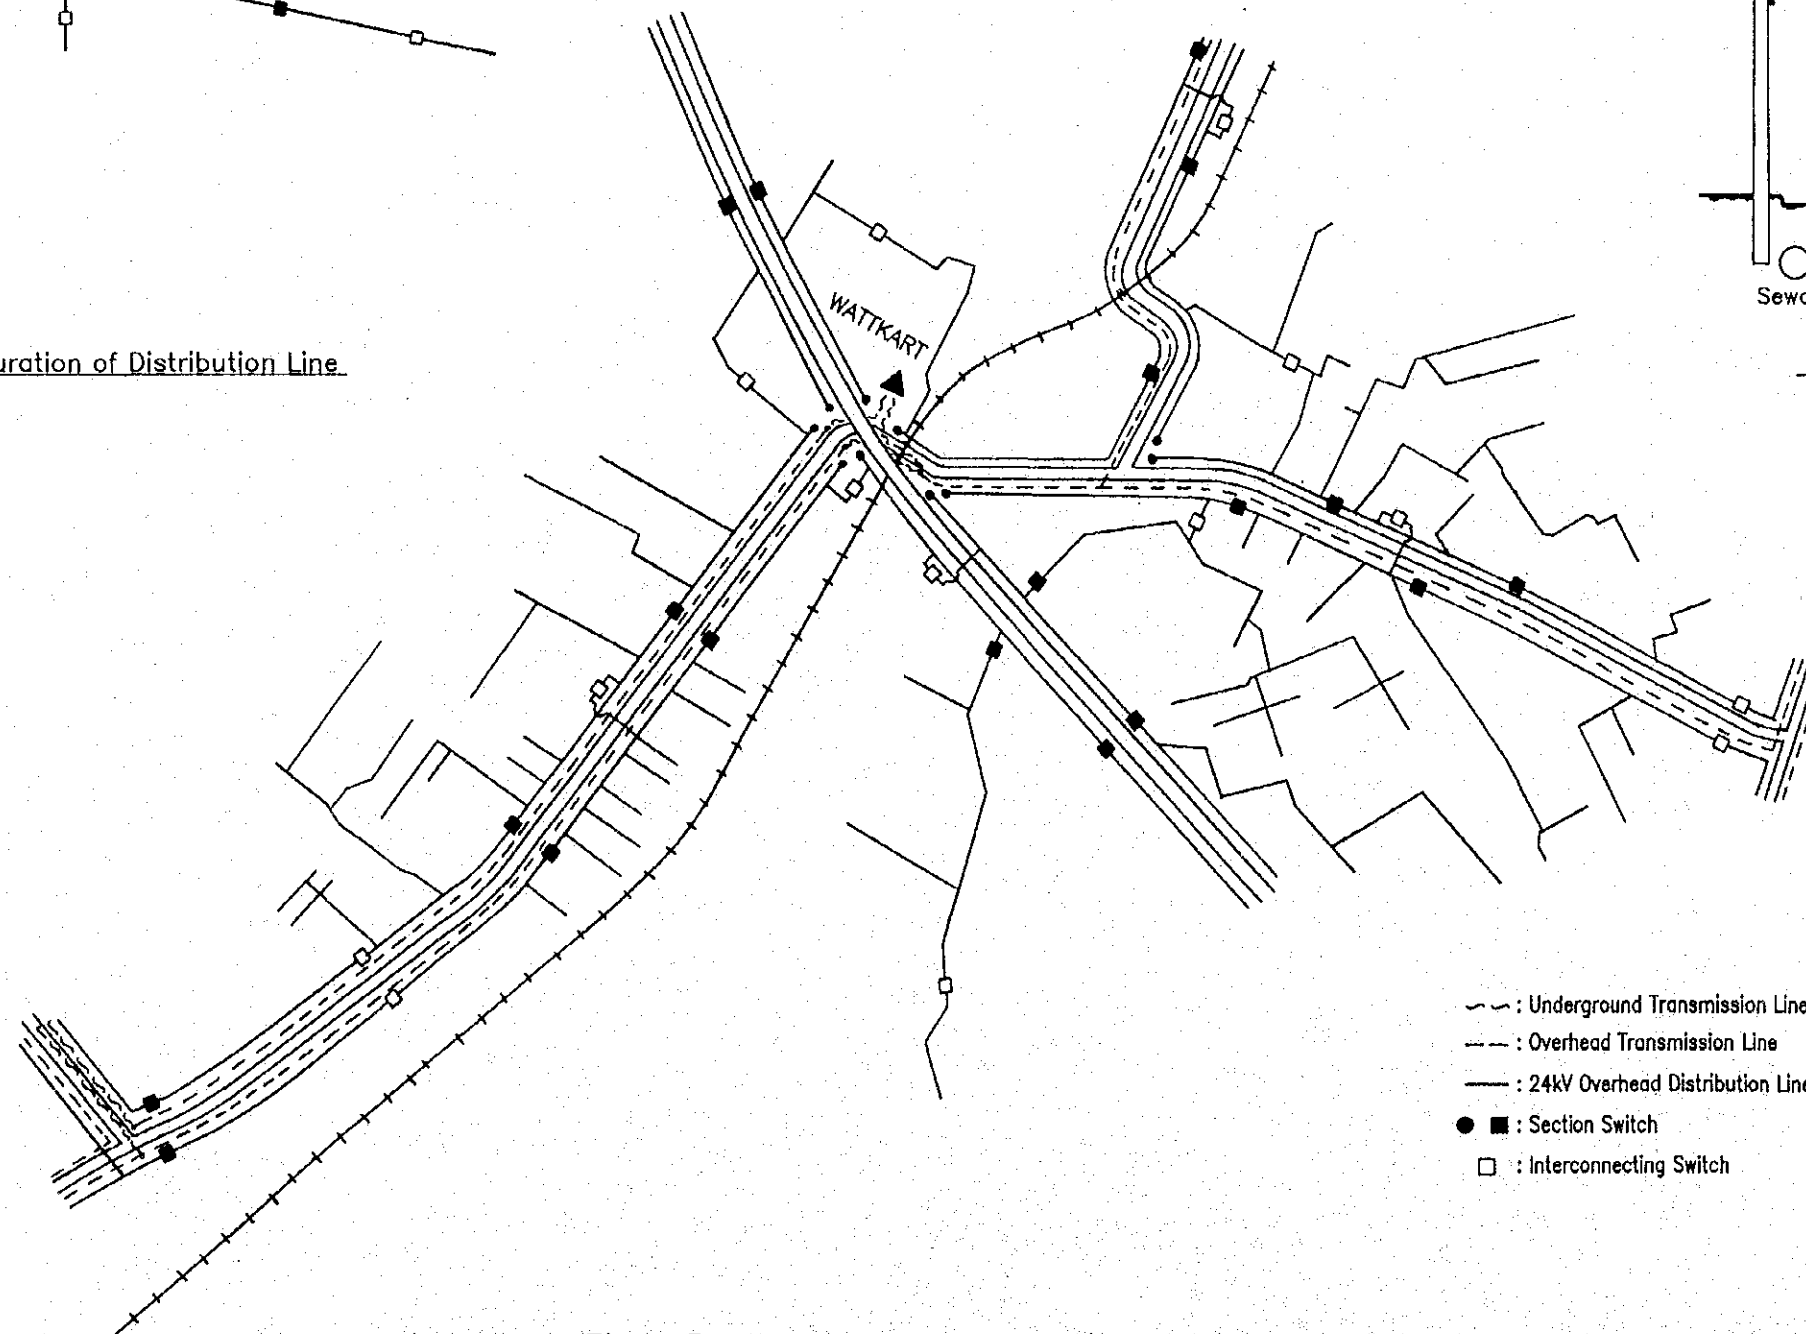 WATTKART
uration of Distribution Line
Sewa
: Underground Transmission Line
: Overhead Transmission Line
: 24kV Overhead Distribution Line
: Section Switch
: Interconnecting Switch